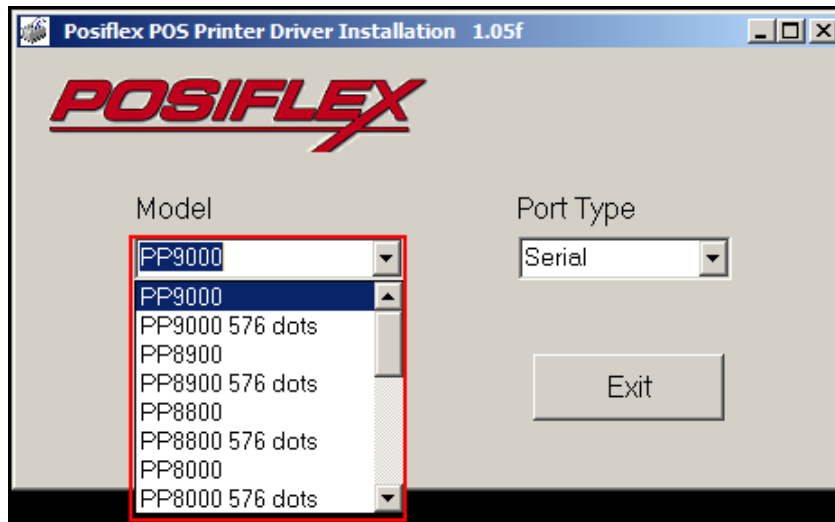 Posiflex POS Printer Driver Installation 1.05f
POSIFLEX
Model
Port Type
PP9000
Serial
PP9000
PP9000 576 dots
PP8900
PP8900 576 dots
PP8800
PP8800 576 dots
PP8000
PP8000 576 dots
Exit